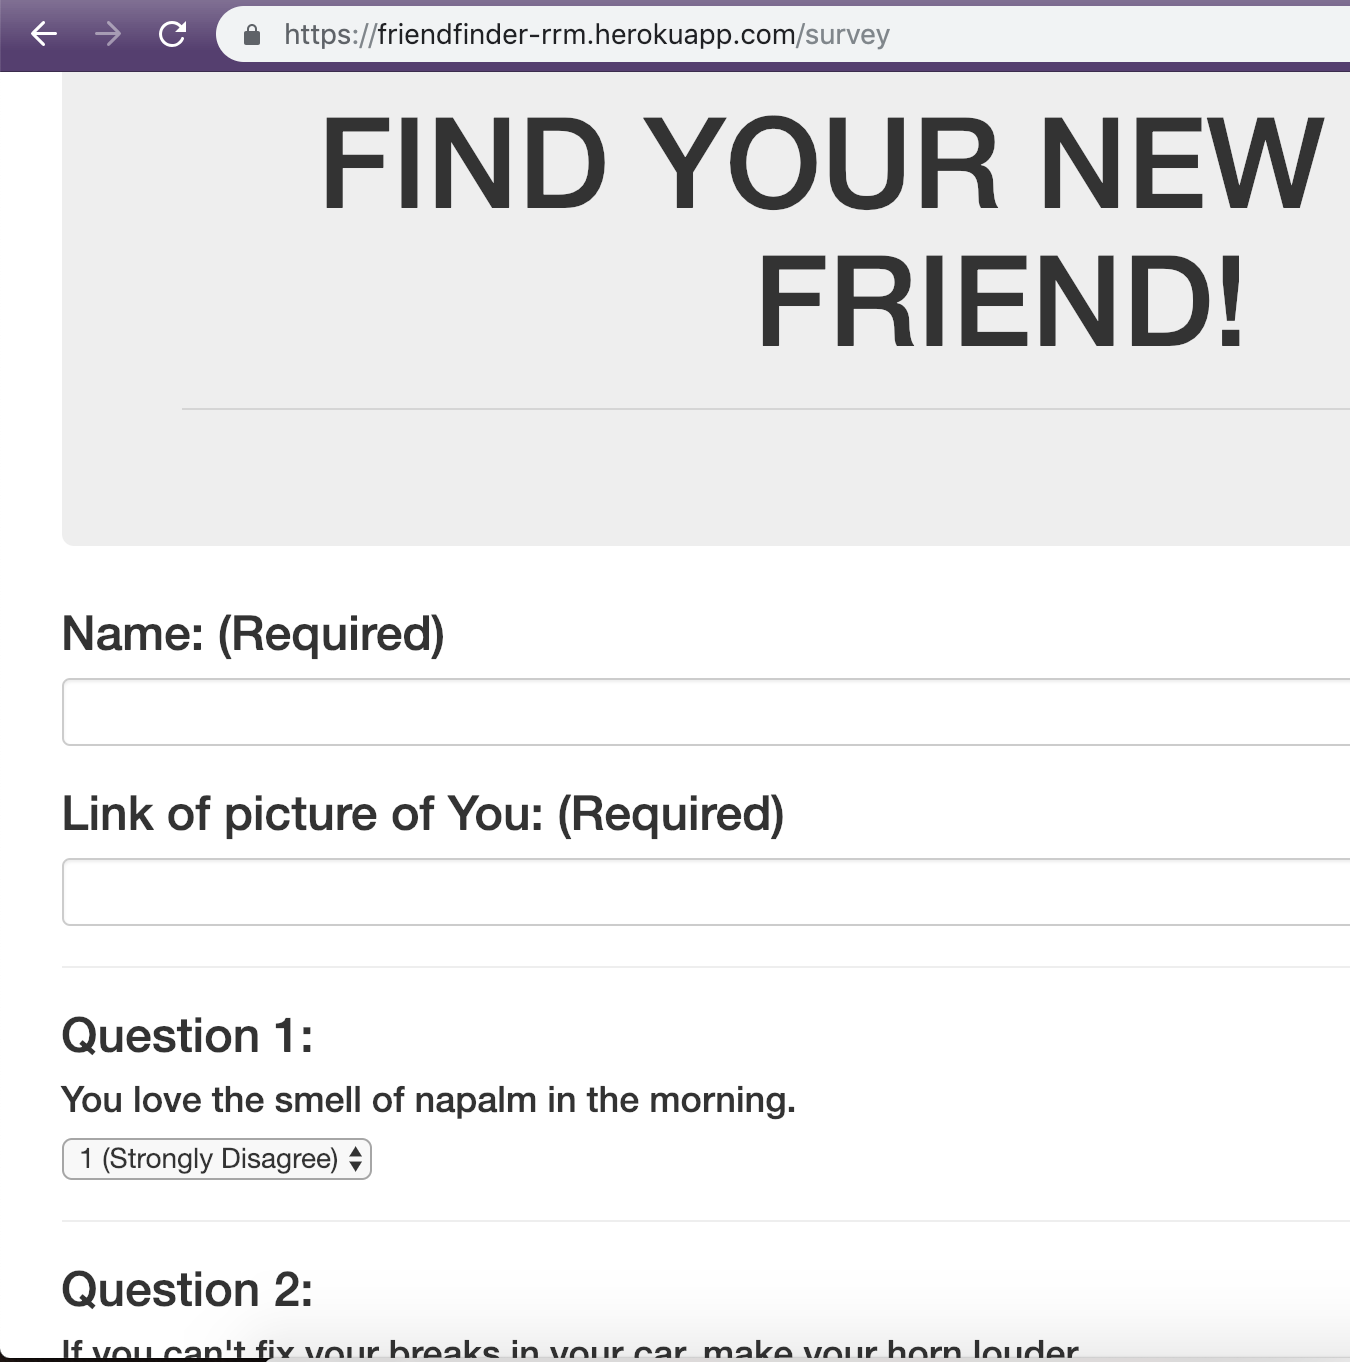 https://friendfinder-rrm.herokuapp.com/survey
FIND YOUR NEW
FRIEND!
Name: (Required)
Link of picture of You: (Required)
Question 1:
You love the smell of napalm in the morning.
1 (Strongly Disagree)
Question 2:
If you can't fix your breaks in your car, make your horn louder